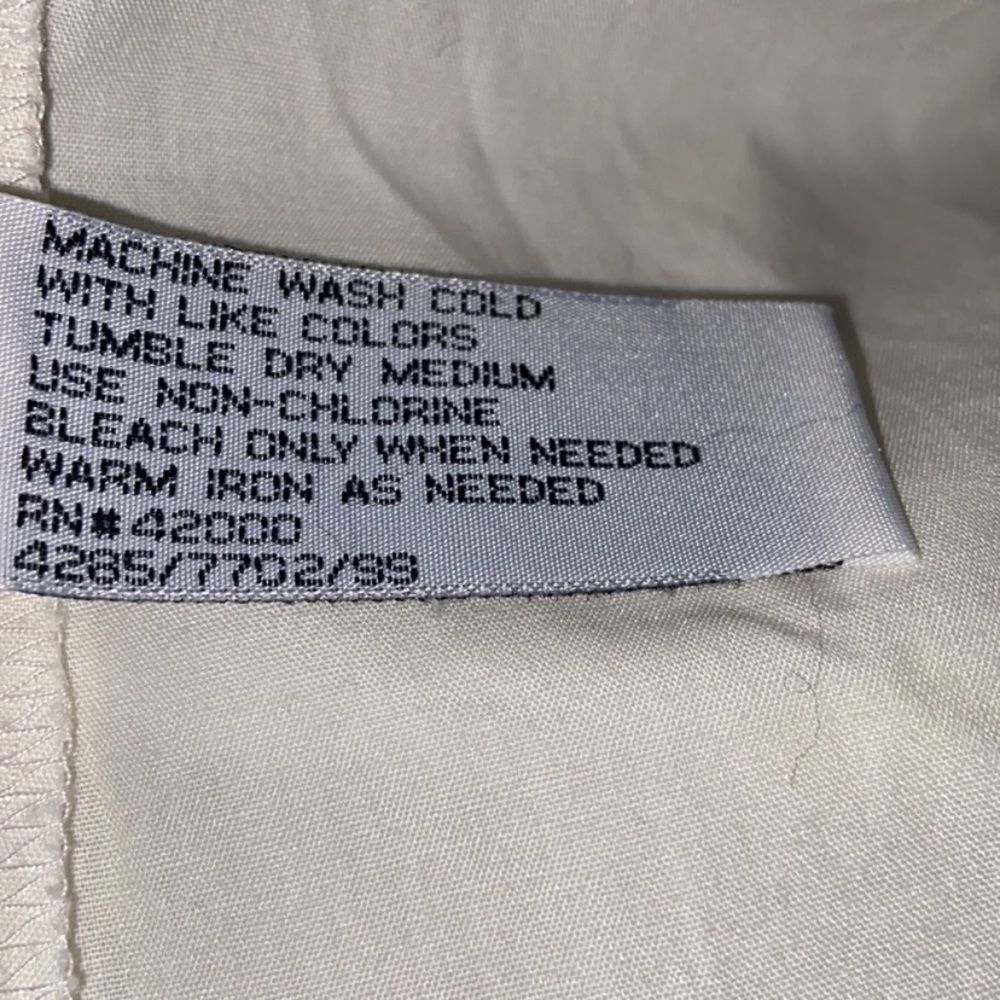 MACHINE WASH COLD
WITH LIKE COLORS
TUMBLE DRY MEDIUM
USE NON-CHLORINE
BLEACH ONLY WHEN NEEDED
WARM IRON AS NEEDED
RN#42000
4285/7702/99